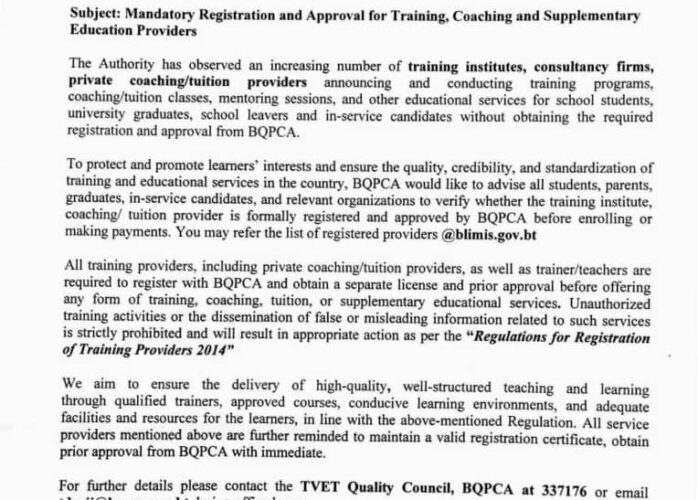 Subject: Mandatory Registration and Approval for Training, Coaching and Supplementary
Education Providers
The Authority has observed an increasing number of training institutes, consultancy firms,
private coaching/tuition providers announcing and conducting training programs,
coaching/tuition classes, mentoring sessions, and other educational services for school students,
university graduates, school leavers and in-service candidates without obtaining the required
registration and approval from BQPCA.
To protect and promote learners' interests and ensure the quality, credibility, and standardization of
training and educational services in the country, BQPCA would like to advise all students, parents,
graduates, in-service candidates, and relevant organizations to verify whether the training institute,
coaching/ tuition provider is formally registered and approved by BQPCA before enrolling or
making payments. You may refer the list of registered providers @blimis.gov.bt
All training providers, including private coaching/tuition providers, as well as trainer/teachers are
required to register with BQPCA and obtain a separate license and prior approval before offering
any form of training, coaching, tuition, or supplementary educational services. Unauthorized
training activities or the dissemination of false or misleading information related to such services
is strictly prohibited and will result in appropriate action as per the "Regulations for Registration
of Training Providers 2014"
We aim to ensure the delivery of high-quality, well-structured teaching and learning
through qualified trainers, approved courses, conducive learning environments, and adequate
facilities and resources for the learners, in line with the above-mentioned Regulation. All service
providers mentioned above are further reminded to maintain a valid registration certificate, obtain
prior approval from BQPCA with immediate.
For further details please contact the TVET Quality Council, BQPCA at 337176 or email